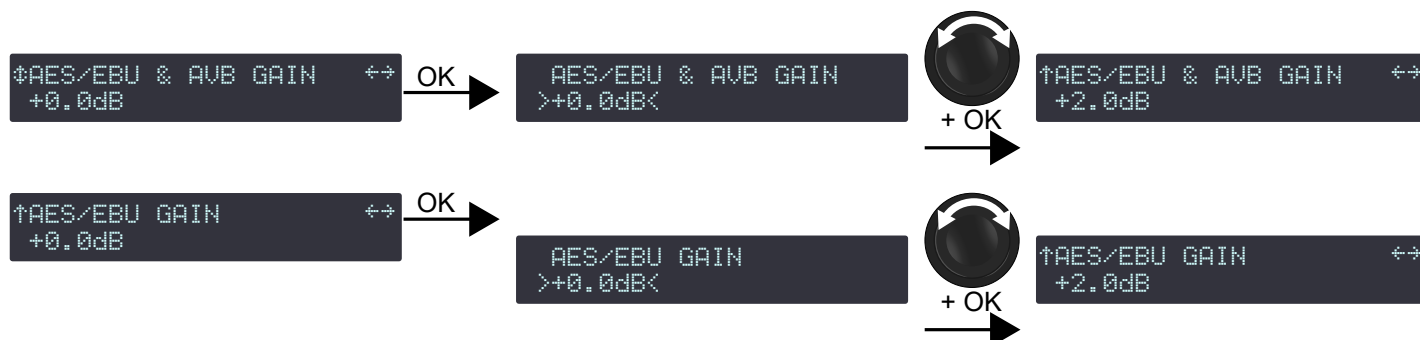 ↕AES/EBU & AVB GAIN ←→
+0.0dB
OK
AES/EBU & AVB GAIN
>+0.0dB<
+ OK
↑AES/EBU & AVB GAIN ←→
+2.0dB
↑AES/EBU GAIN ←→
+0.0dB
OK
AES/EBU GAIN
>+0.0dB<
+ OK
↑AES/EBU GAIN ←→
+2.0dB